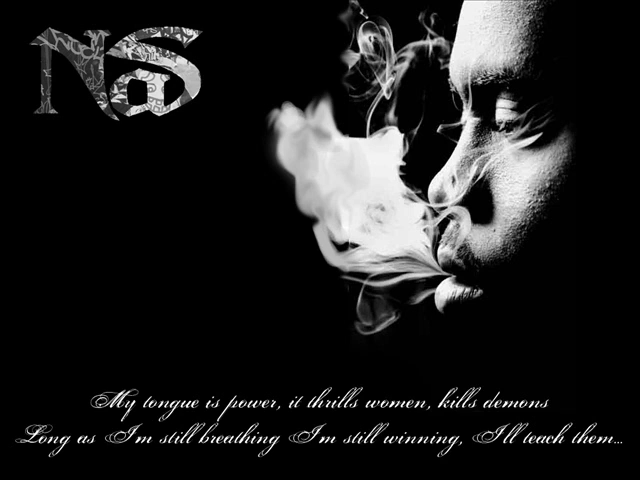 Nas
My tongue is power, it thrills women, kills demons
Long as I'm still breathing I'm still winning, I'll teach them...